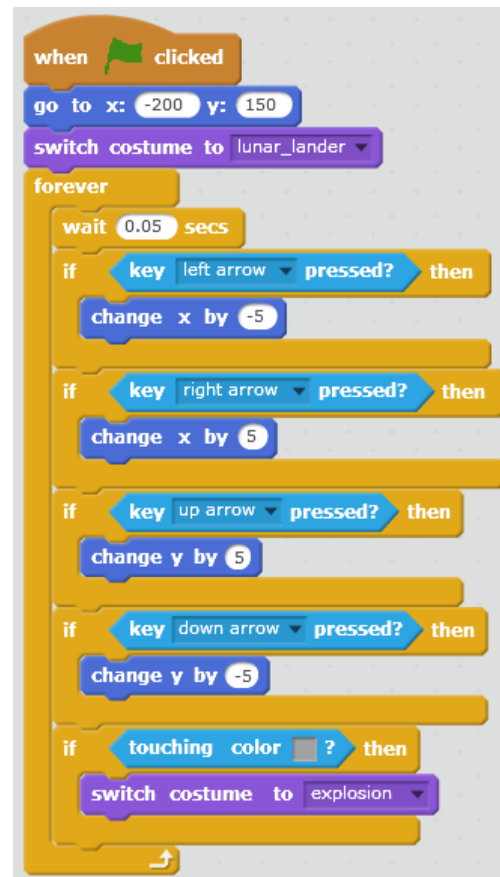 when clicked
go to x: -200 y: 150
switch costume to lunar_lander
forever
wait 0.05 secs
if key left arrow pressed? then
change x by -5
if key right arrow pressed? then
change x by 5
if key up arrow pressed? then
change y by 5
if key down arrow pressed? then
change y by -5
if touching color ? then
switch costume to explosion